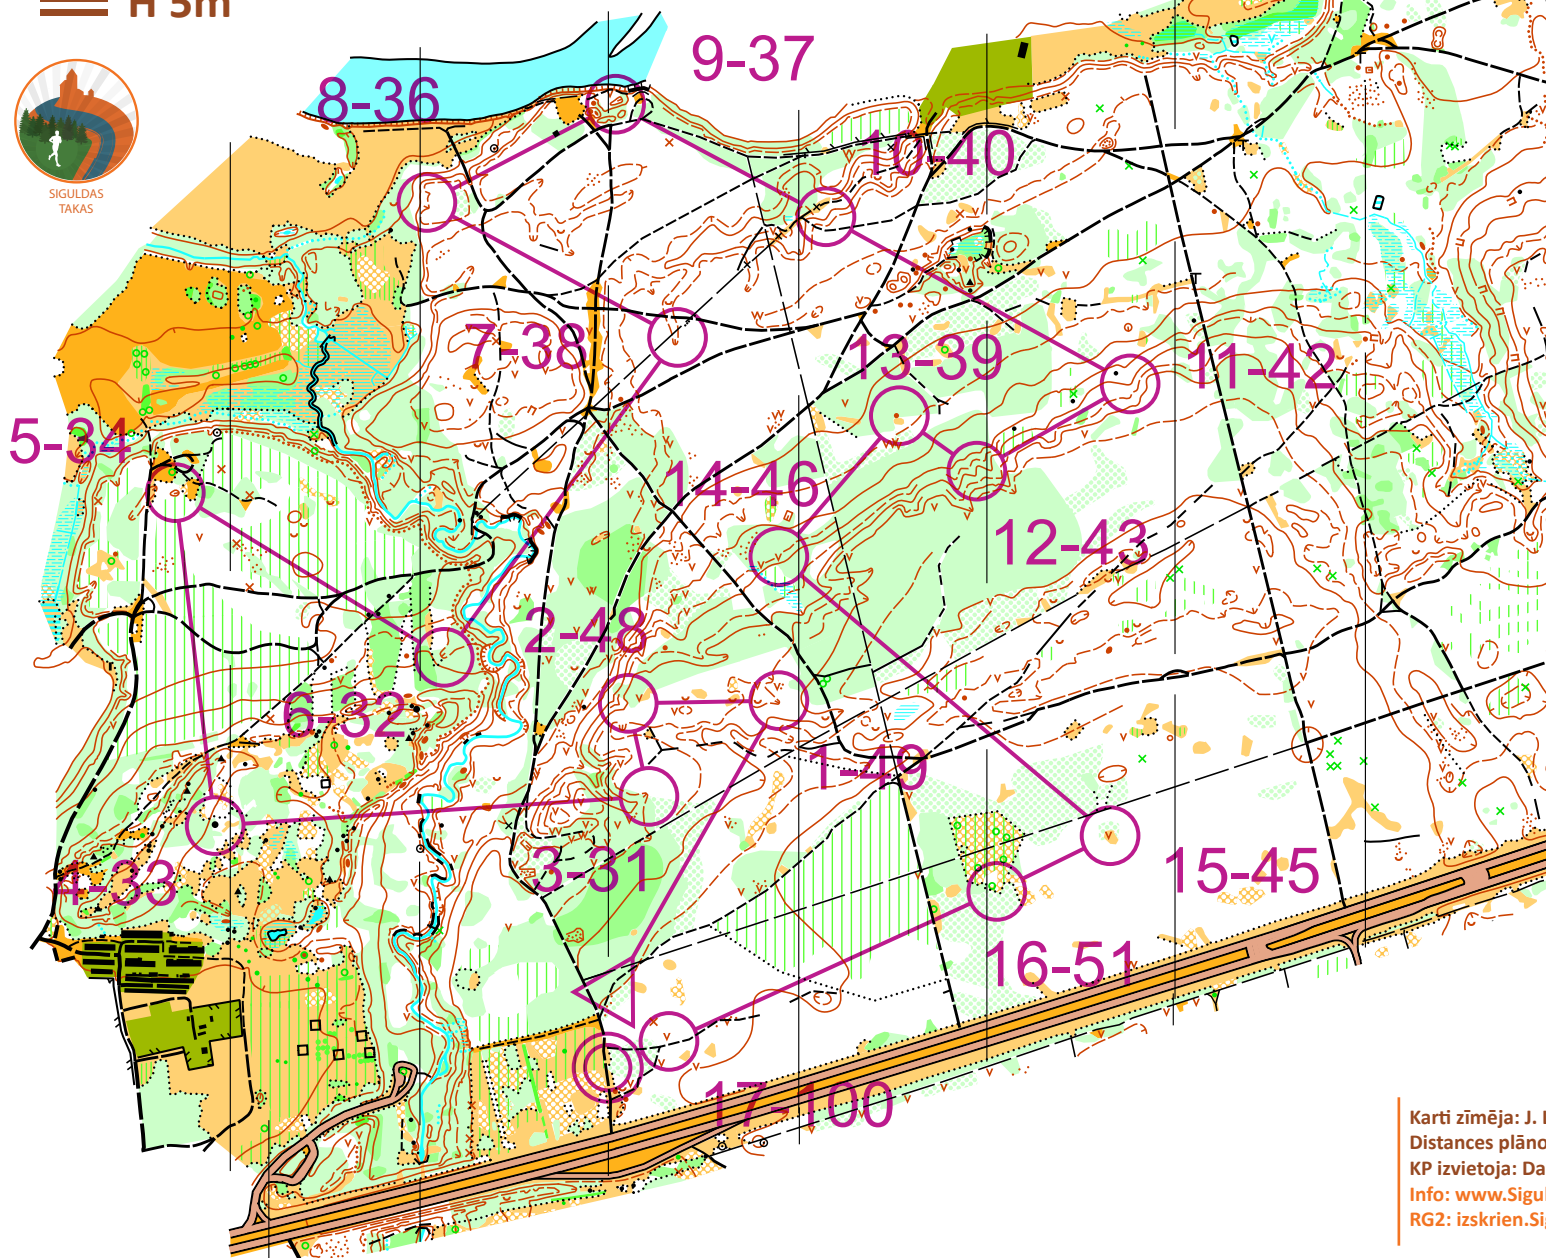 H 5m
SIGULDAS
TAKAS
9-37
8-36
10-40
7-38
13-39
11-42
5-34
14-46
12-43
2-48
6-32
1-49
3-31
4-33
15-45
16-51
17-100
Karti zīmēja: J.
Distances plāno
KP izvietoja: Da
Info: www.Sigu
RG2: izskrien.Si